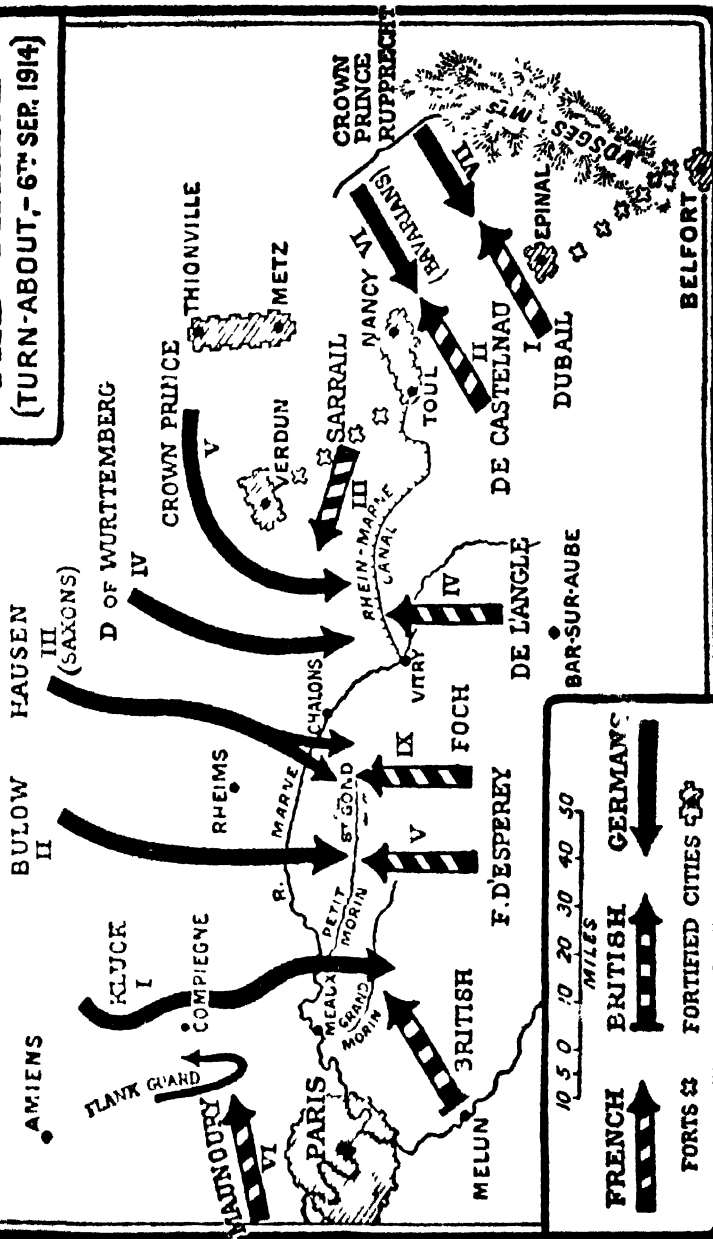 (TURN-ABOUT,-6TH SEP. 1914)
AMIENS
KLUCK
I
COMPIEGNE
FLANK GUARD
MAUNOURY
VI
PARIS
MELUN
BULOW
II
RHEIMS
R. MARNE
MEAUX
PETIT
MORIN
GRAND
MORIN
ST GOND
BRITISH
V
F. D'ESPEREY
HAUSEN
III
(SAXONS)
CHALONS
IX
FOCH
D OF WURTTEMBERG
IV
VITRY
IV
DE L'ANGLE
BAR-SUR-AUBE
CROWN PRINCE
V
VERDUN
SARRAIL
III
RHEIN-MARNE
CANAL
THIONVILLE
METZ
NANCY
TOUL
VI
(BAVARIANS)
II
DE CASTELNAU
CROWN
PRINCE
RUPPRECHT
VII
VOSGES
MTS
EPINAL
I
DUBAIL
BELFORT
10 5 0 10 20 30 40 50
MILES
FRENCH BRITISH GERMANS
FORTS FORTIFIED CITIES